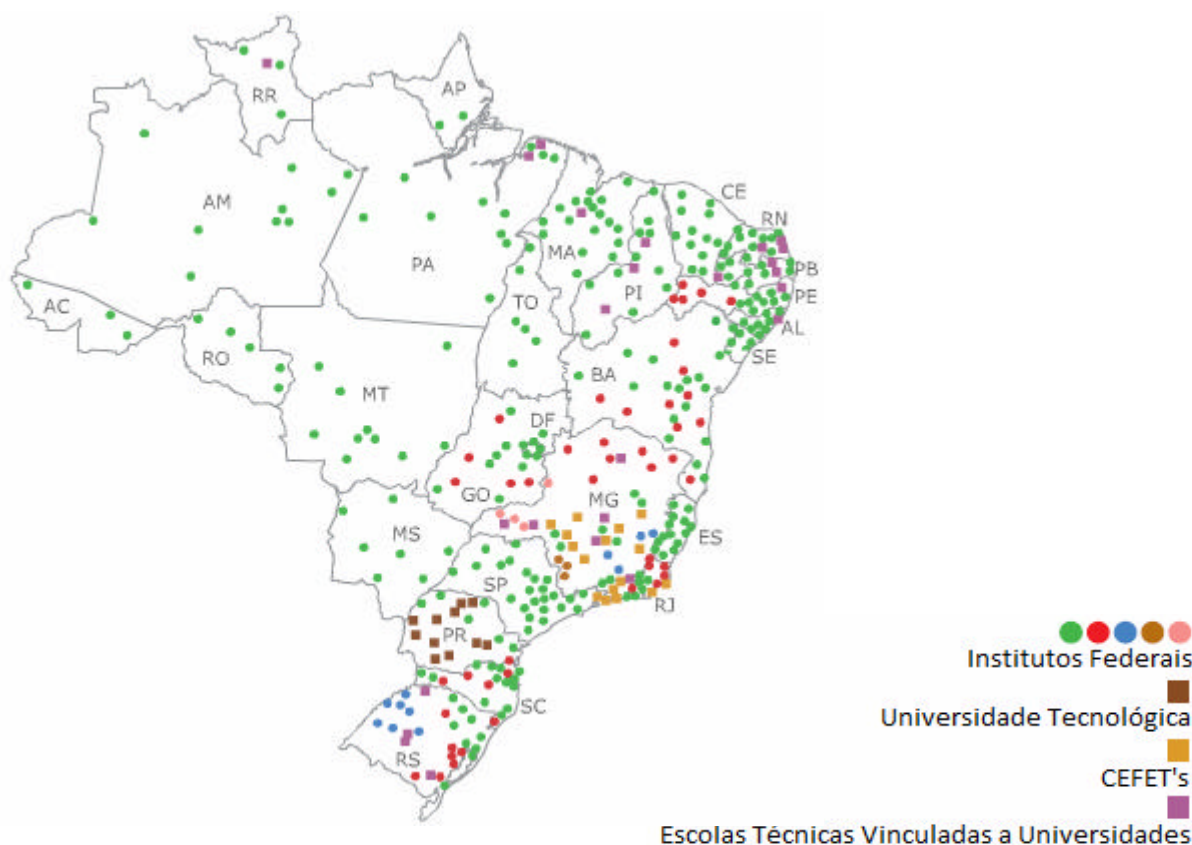 RR
AP
AM
PA
MA
CE
RN
PB
PE
AL
SE
PI
TO
AC
RO
MT
BA
DF
GO
MG
ES
MS
SP
RJ
PR
SC
RS
Institutos Federais
Universidade Tecnológica
CEFET's
Escolas Técnicas Vinculadas a Universidades